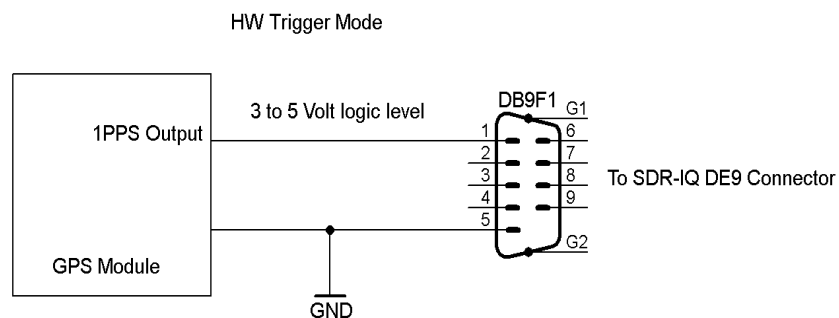 HW Trigger Mode
DB9F1
G1
3 to 5 Volt logic level
1PPS Output
1
6
2
7
3
8
To SDR-IQ DE9 Connector
4
9
5
G2
GPS Module
GND